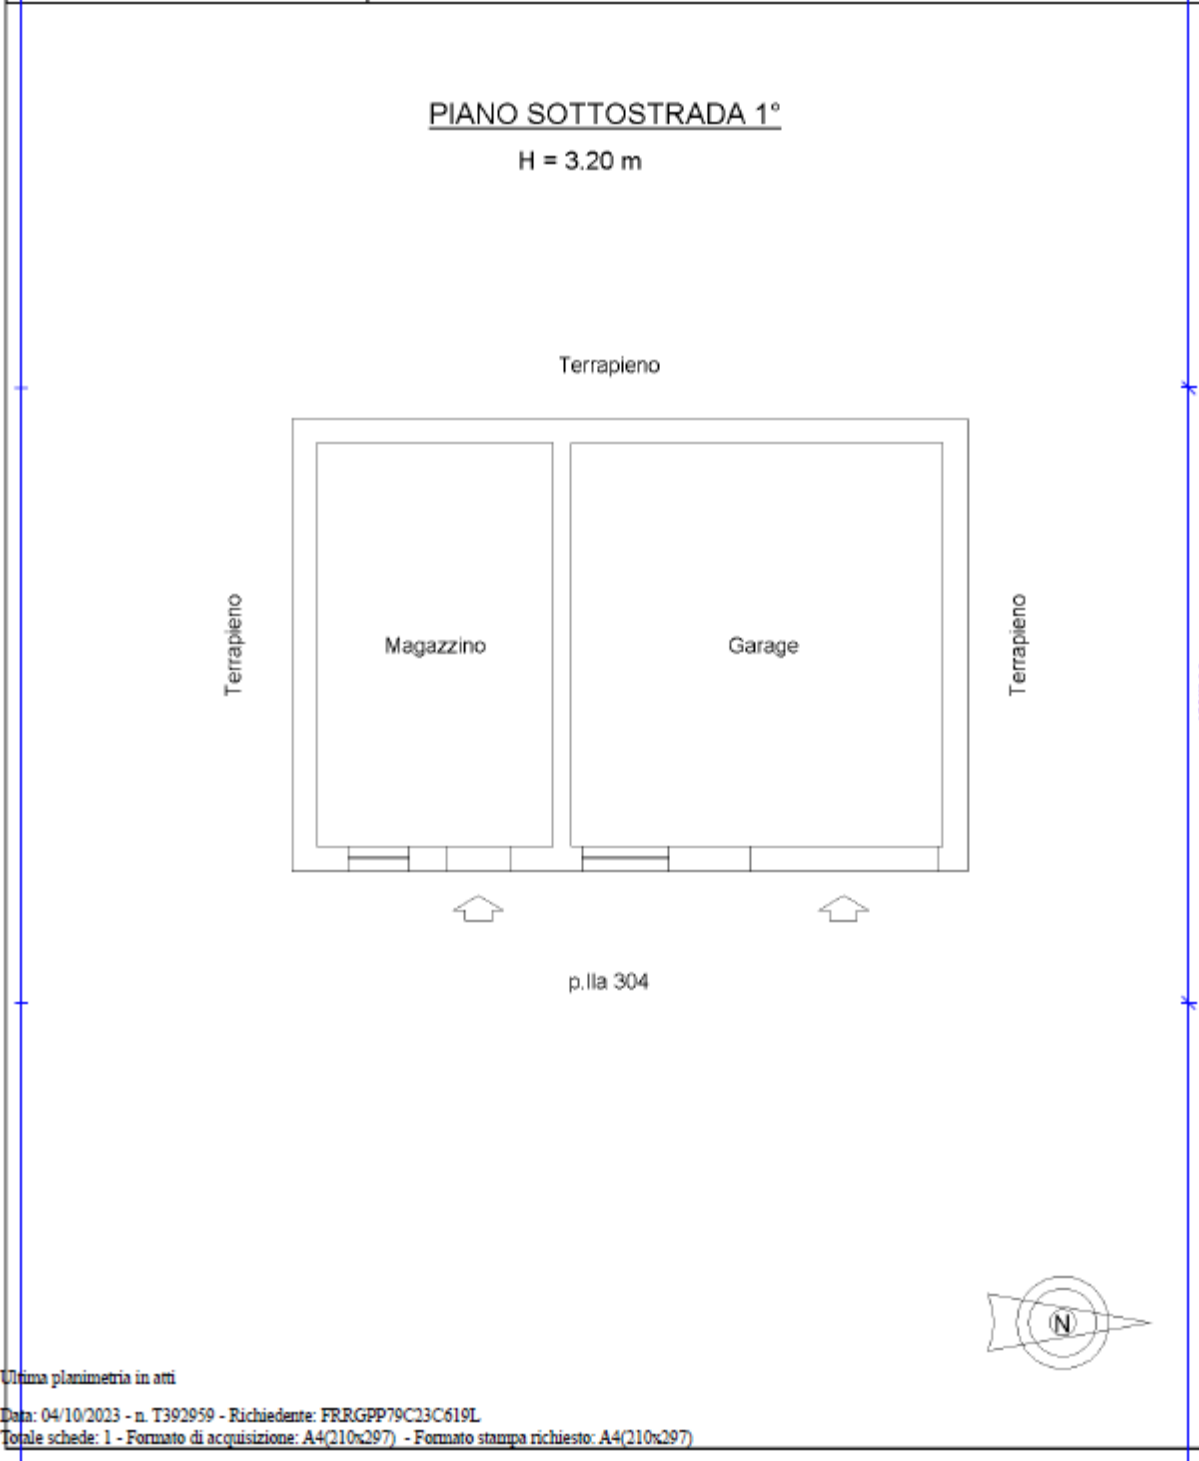 PIANO SOTTOSTRADA 1°
H = 3.20 m
Terrapieno
Terrapieno
Magazzino
Garage
Terrapieno
p.lla 304
N
Ultima planimetria in atti
Data: 04/10/2023 - n. T392959 - Richiedente: FRRGPP79C23C619L
Totale schede: 1 - Formato di acquisizione: A4(210x297) - Formato stampa richiesto: A4(210x297)